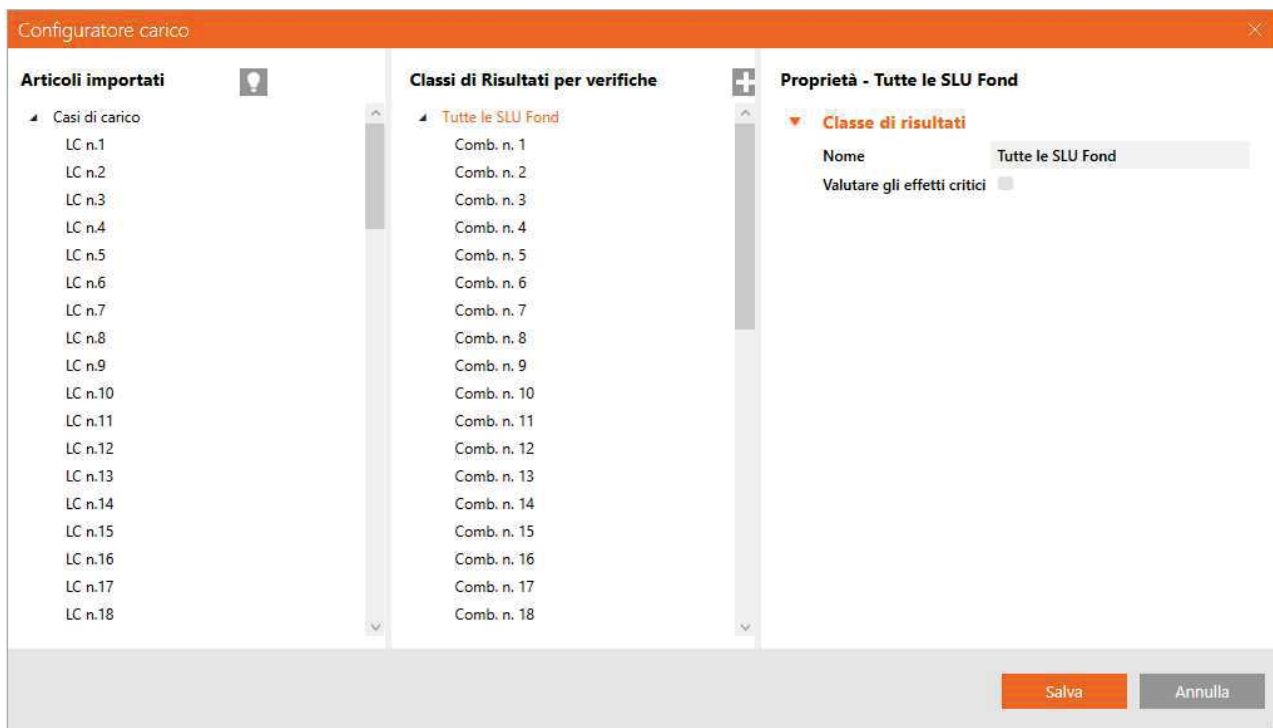 Configuratore carico
Articoli importati
Casi di carico
LC n.1
LC n.2
LC n.3
LC n.4
LC n.5
LC n.6
LC n.7
LC n.8
LC n.9
LC n.10
LC n.11
LC n.12
LC n.13
LC n.14
LC n.15
LC n.16
LC n.17
LC n.18
Classi di Risultati per verifiche
Tutte le SLU Fond
Comb. n. 1
Comb. n. 2
Comb. n. 3
Comb. n. 4
Comb. n. 5
Comb. n. 6
Comb. n. 7
Comb. n. 8
Comb. n. 9
Comb. n. 10
Comb. n. 11
Comb. n. 12
Comb. n. 13
Comb. n. 14
Comb. n. 15
Comb. n. 16
Comb. n. 17
Comb. n. 18
Proprietà - Tutte le SLU Fond
Classe di risultati
Nome Tutte le SLU Fond
Valutare gli effetti critici
Salva Annulla